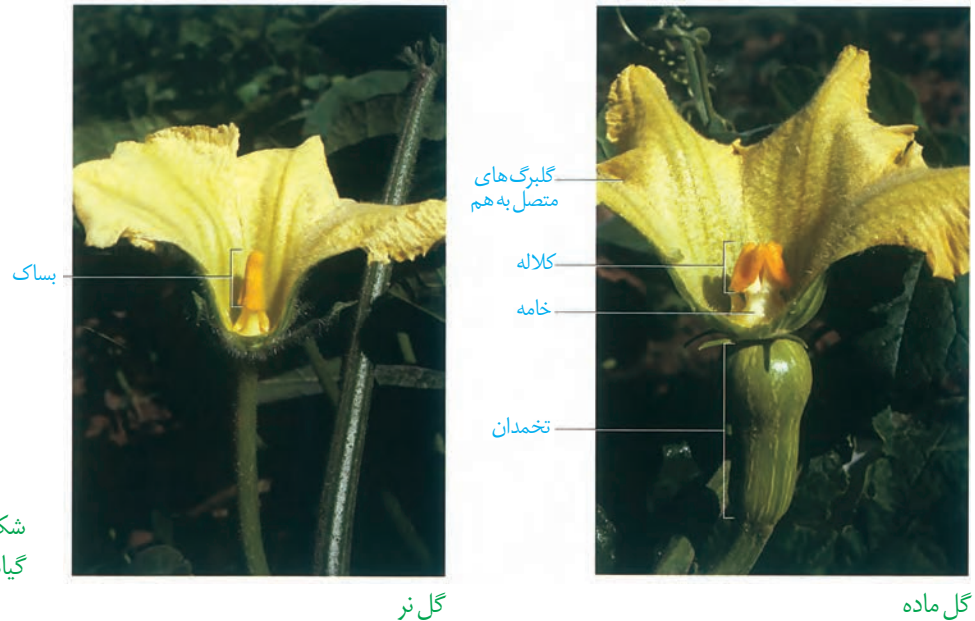 گلبرگ‌های
متصل به هم
کلاله
خامه
تخمدان
گل ماده
بساک
گل نر